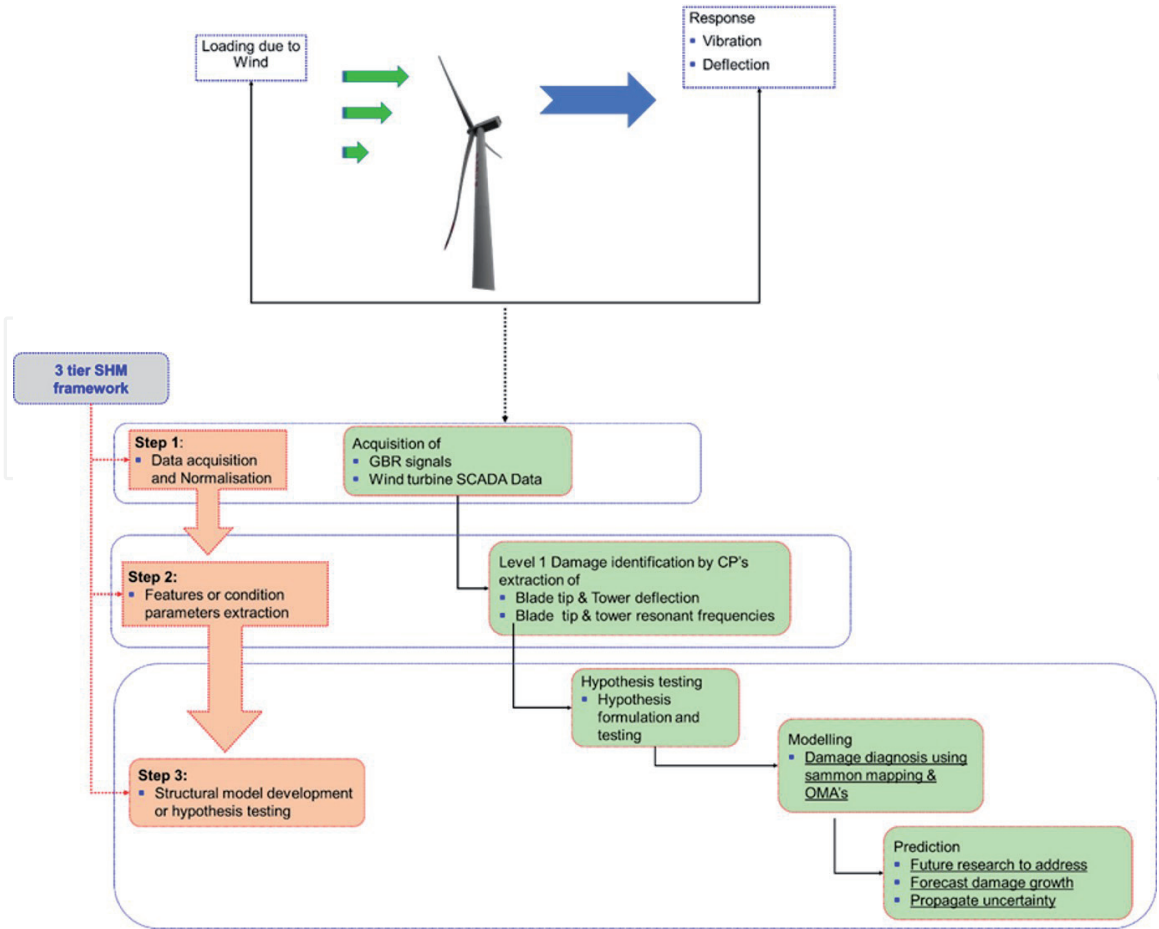 Loading due to
Wind
Response
▪ Vibration
▪ Deflection
3 tier SHM
framework
Step 1:
▪ Data acquisition
and Normalisation
Acquisition of
▪ GBR signals
▪ Wind turbine SCADA Data
Step 2:
▪ Features or condition
parameters extraction
Level 1 Damage identification by CP's
extraction of
▪ Blade tip & Tower deflection
▪ Blade tip & tower resonant frequencies
Hypothesis testing
▪ Hypothesis
formulation and
testing
Modelling
▪ Damage diagnosis using
sammon mapping &
OMA's
Step 3:
▪ Structural model development
or hypothesis testing
Prediction
▪ Future research to address
▪ Forecast damage growth
▪ Propagate uncertainty